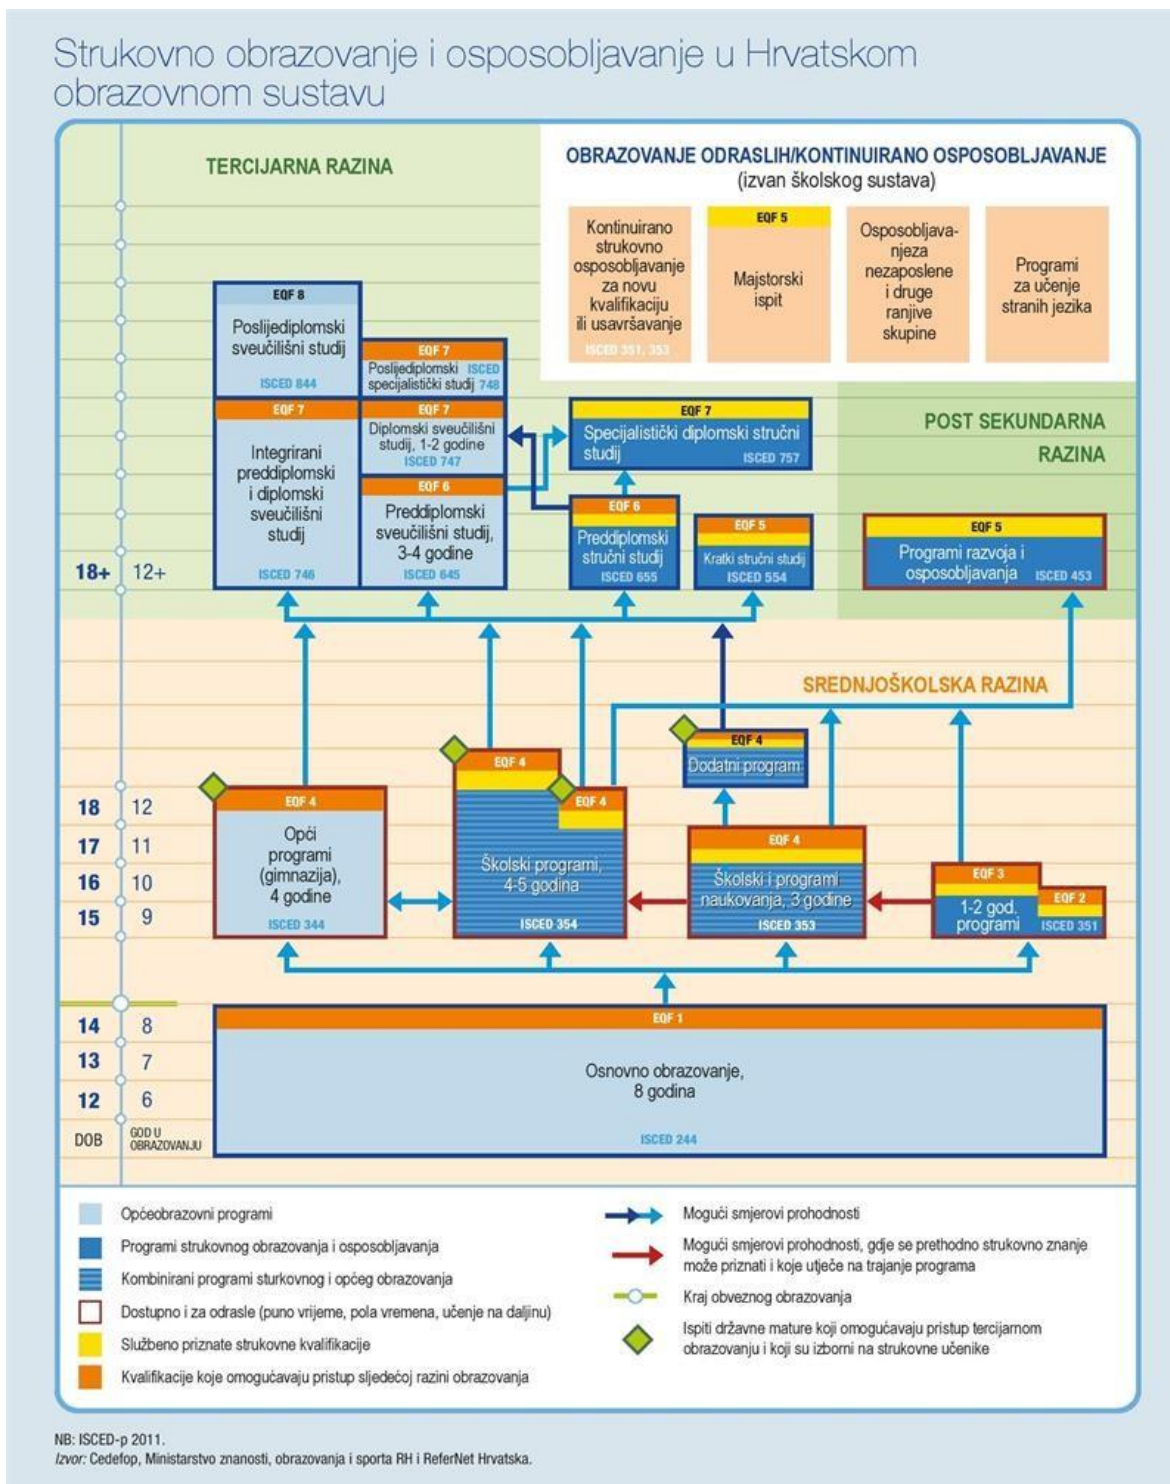 Strukovno obrazovanje i osposobljavanje u Hrvatskom
obrazovnom sustavu
TERCIJARNA RAZINA
OBRAZOVANJE ODRASLIH/KONTINUIRANO OSPOSOBLJAVANJE
(izvan školskog sustava)
Kontinuirano
strukovno
osposobljavanje
za novu
kvalifikaciju
ili usavršavanje
ISCED 351, 353
EQF 5
Majstorski
ispit
Osposobljava-
njeza
nezaposlene
i druge
ranjive
skupine
Programi
za učenje
stranih jezika
EQF 8
Poslijediplomski
sveučilišni studij
ISCED 844
EQF 7
Poslijediplomski ISCED
specijalistički studij 748
EQF 7
Integrirani
preddiplomski
i diplomski
sveučilišni
studij
ISCED 746
EQF 7
Diplomski sveučilišni
studij, 1-2 godine
ISCED 747
EQF 6
Preddiplomski
sveučilišni studij,
3-4 godine
ISCED 645
EQF 7
Specijalistički diplomski stručni
studij
ISCED 757
EQF 6
Preddiplomski
stručni studij
ISCED 655
EQF 5
Kratki stručni studij
ISCED 554
POST SEKUNDARNA
RAZINA
EQF 5
Programi razvoja i
osposobljavanja ISCED 453
18+ 12+
SREDNJOŠKOLSKA RAZINA
EQF 4
Dodatni program
EQF 4
Opći
programi
(gimnazija),
4 godine
ISCED 344
EQF 4
EQF 4
Školski programi,
4-5 godina
ISCED 354
EQF 4
Školski i programi
naukovanja, 3 godine
ISCED 353
EQF 3
EQF 2
1-2 god.
programi ISCED 351
18 12
17 11
16 10
15 9
EQF 1
Osnovno obrazovanje,
8 godina
ISCED 244
14 8
13 7
12 6
DOB
GOD U
OBRAZOVANJU
Općeobrazovni programi
Programi strukovnog obrazovanja i osposobljavanja
Kombinirani programi sturkovnog i općeg obrazovanja
Dostupno i za odrasle (puno vrijeme, pola vremena, učenje na daljinu)
Službeno priznate strukovne kvalifikacije
Kvalifikacije koje omogućavaju pristup sljedećoj razini obrazovanja
Mogući smjerovi prohodnosti
Mogući smjerovi prohodnosti, gdje se prethodno strukovno znanje
može priznati i koje utječe na trajanje programa
Kraj obveznog obrazovanja
Ispiti državne mature koji omogućavaju pristup tercijarnom
obrazovanju i koji su izborni na strukovne učenike
NB: ISCED-p 2011.
Izvor: Cedefop, Ministarstvo znanosti, obrazovanja i sporta RH i ReferNet Hrvatska.